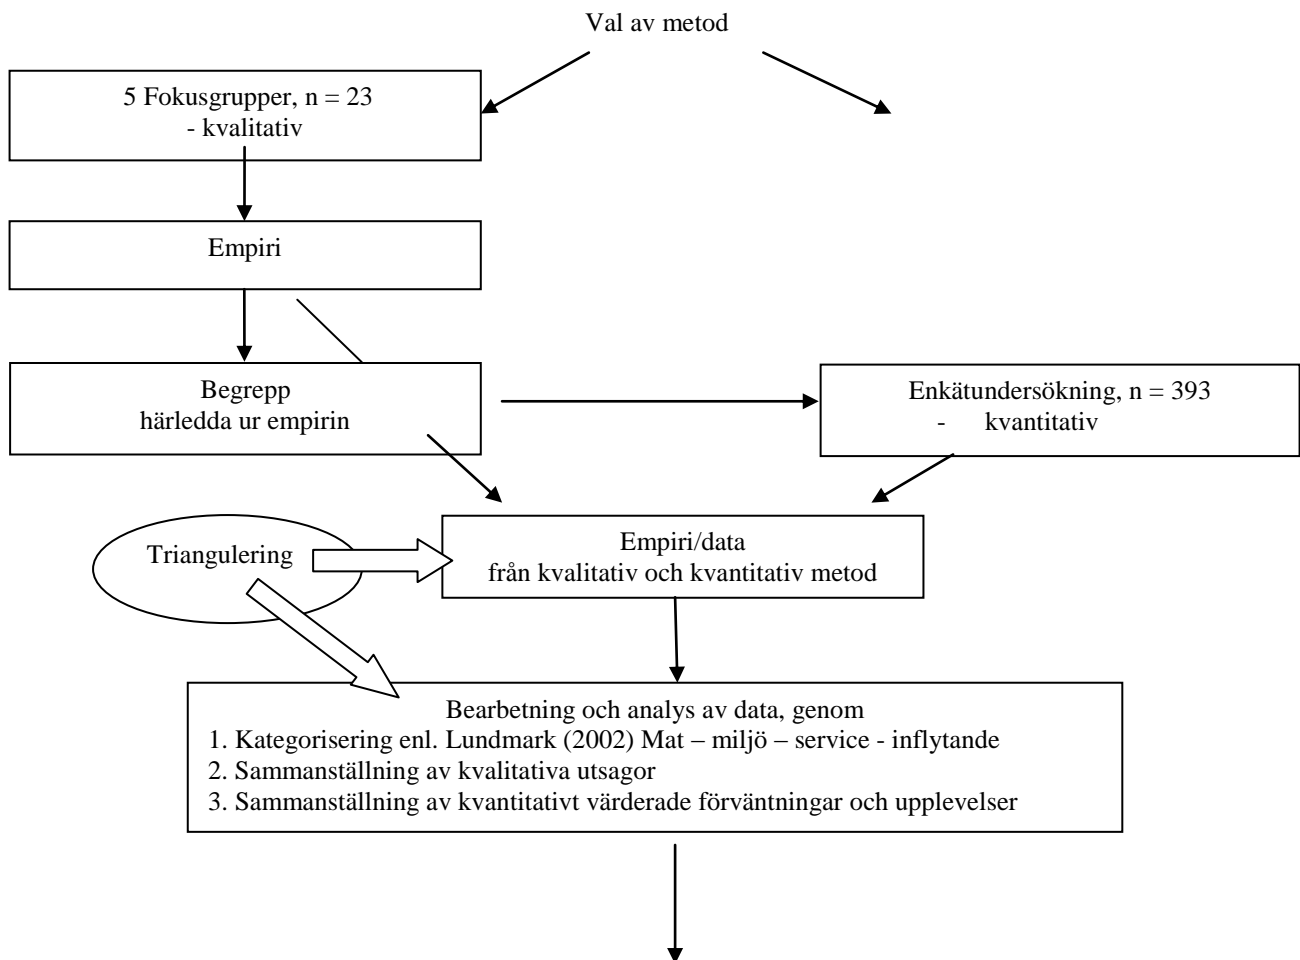 Val av metod
5 Fokusgrupper, n = 23
- kvalitativ
Empiri
Begrepp
härledda ur empirin
Enkätundersökning, n = 393
- kvantitativ
Triangulering
Empiri/data
från kvalitativ och kvantitativ metod
Bearbetning och analys av data, genom
1. Kategorisering enl. Lundmark (2002) Mat – miljö – service - inflytande
2. Sammanställning av kvalitativa utsagor
3. Sammanställning av kvantitativt värderade förväntningar och upplevelser